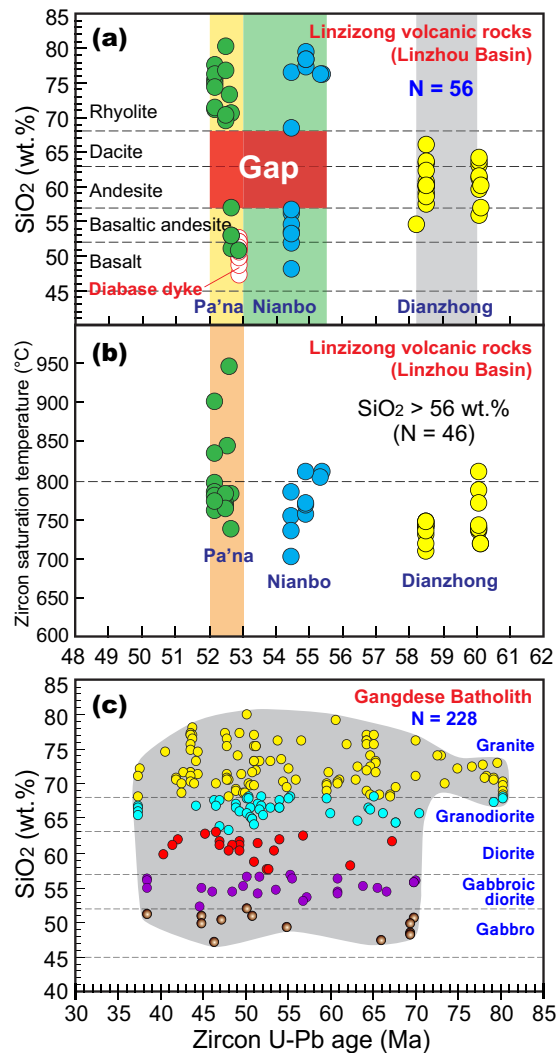 (a)
Linzizong volcanic rocks
(Linzhou Basin)
N = 56
SiO2 (wt.%)
85
80
75
70
65
60
55
50
45
40
Rhyolite
Dacite
Andesite
Basaltic andesite
Basalt
Gap
Diabase dyke
Pa'na
Nianbo
Dianzhong
(b)
Linzizong volcanic rocks
(Linzhou Basin)
SiO2 > 56 wt.%
(N = 46)
Zircon saturation temperature (°C)
950
900
850
800
750
700
650
600
Pa'na
Nianbo
Dianzhong
48 49 50 51 52 53 54 55 56 57 58 59 60 61 62
(c)
Gangdese Batholith
N = 228
SiO2 (wt.%)
85
80
75
70
65
60
55
50
45
40
Granite
Granodiorite
Diorite
Gabbroic
diorite
Gabbro
30 35 40 45 50 55 60 65 70 75 80 85
Zircon U-Pb age (Ma)